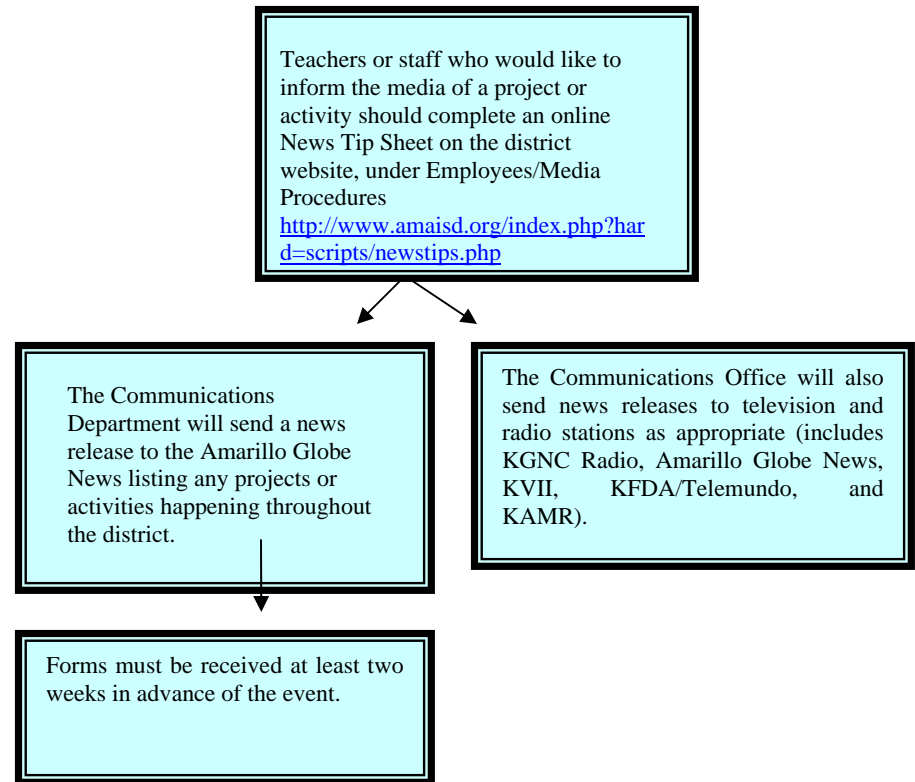 Teachers or staff who would like to
inform the media of a project or
activity should complete an online
News Tip Sheet on the district
website, under Employees/Media
Procedures
http://www.amaisd.org/index.php?har
d=scripts/newstips.php
The Communications
Department will send a news
release to the Amarillo Globe
News listing any projects or
activities happening throughout
the district.
The Communications Office will also
send news releases to television and
radio stations as appropriate (includes
KGNC Radio, Amarillo Globe News,
KVII, KFDA/Telemundo, and
KAMR).
Forms must be received at least two
weeks in advance of the event.